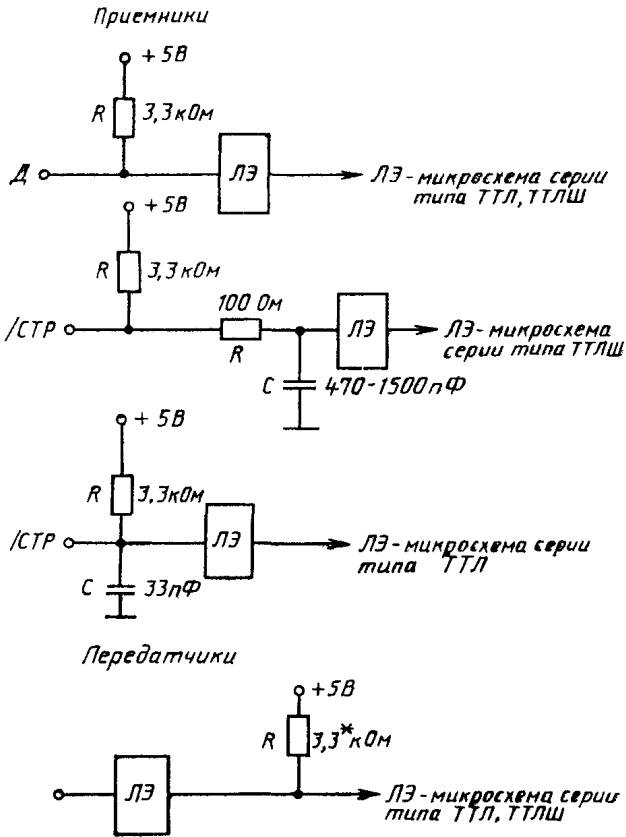 Приемники
+5В
R 3,3кОм
Д ЛЭ ЛЭ-микросхема серии
типа ТТЛ, ТТЛШ
+5В
R 3,3кОм
100 Ом
/СТР ЛЭ ЛЭ-микросхема
серии типа ТТЛШ
R
С 470-1500пФ
+5В
R 3,3кОм
/СТР ЛЭ ЛЭ-микросхема серии
типа ТТЛ
С 33пФ
Передатчики
+5В
R 3,3*кОм
ЛЭ ЛЭ-микросхема серии
типа ТТЛ, ТТЛШ